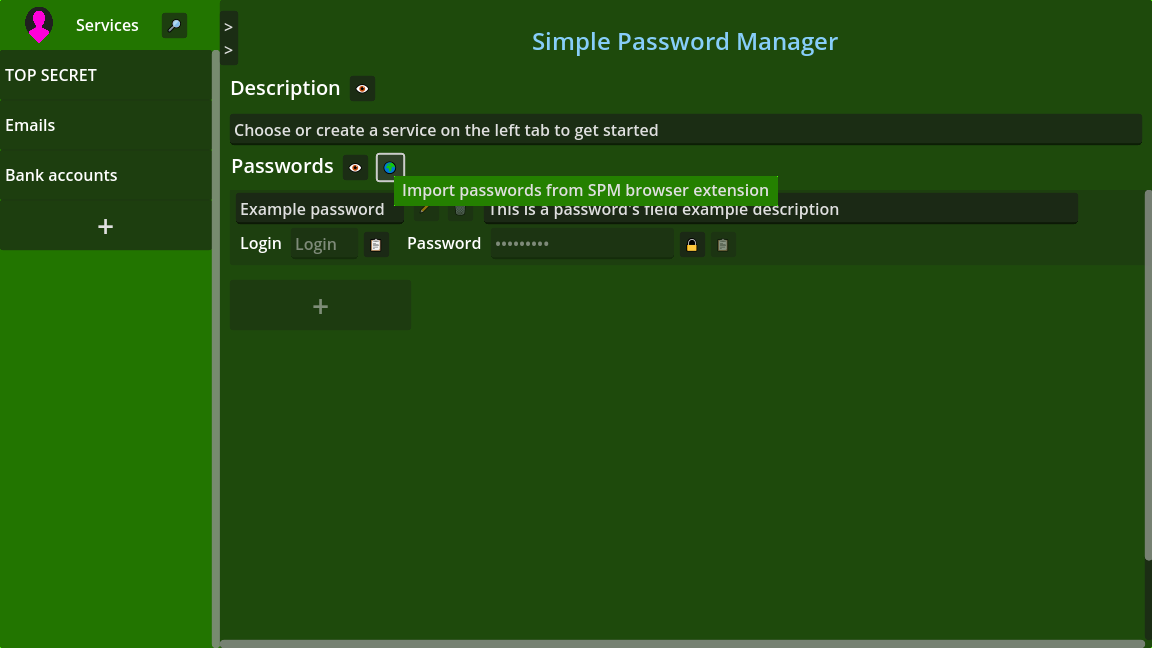 Services
>
>
Simple Password Manager
TOP SECRET
Emails
Bank accounts
+
Description
Choose or create a service on the left tab to get started
Passwords
Import passwords from SPM browser extension
Example password
This is a password's field example description
Login
Login
Password
•••••••••
+